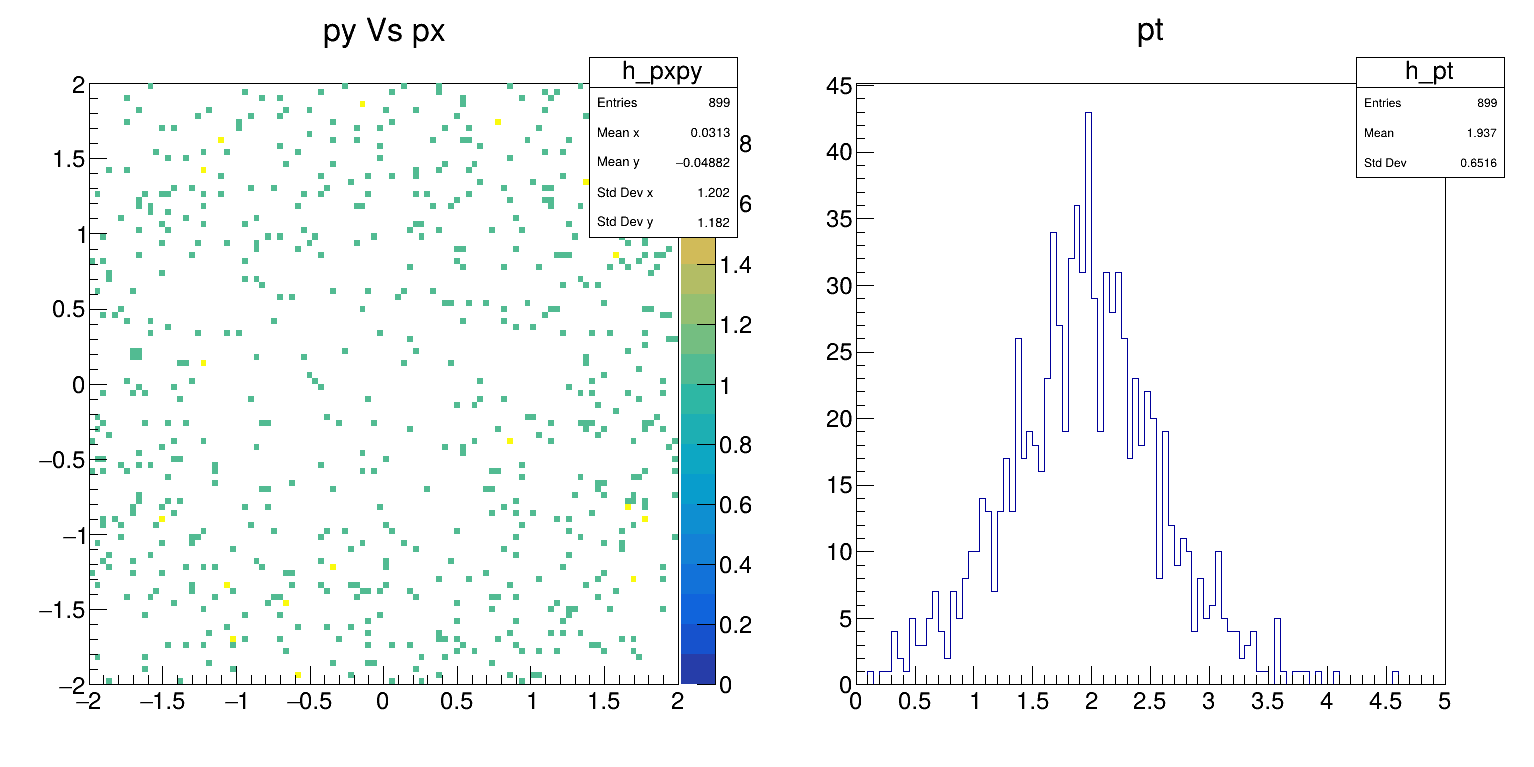 py Vs px
h_pxpy
Entries 899
Mean x 0.0313
Mean y −0.04882
Std Dev x 1.202
Std Dev y 1.182
2
1.5
1
0.5
0
−0.5
−1
−1.5
−2
−2 −1.5 −1 −0.5 0 0.5 1 1.5 2
8
6
1.4
1.2
1
0.8
0.6
0.4
0.2
0
pt
h_pt
Entries 899
Mean 1.937
Std Dev 0.6516
45
40
35
30
25
20
15
10
5
0
0 0.5 1 1.5 2 2.5 3 3.5 4 4.5 5